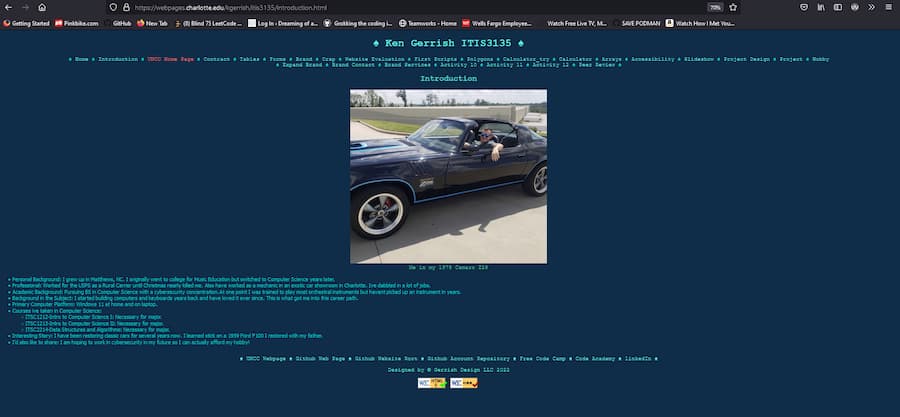 https://webpages.charlotte.edu/kgerrish/itis3135/introduction.html
70%
Getting Started Pinkbike.com GitHub New Tab (8) [Blind 7] LeetCode ... Log In - Dreaming of a... Grokking the coding i... Teamworks - Home Wells Fargo Employee... Watch Free Live TV, M... SAVE PODMAN Watch How I Met You...
♠ Ken Gerrish ITIS3135 ♠
Home Introduction UNCC Home Page Contract Tables Forms Brand Crap Website Evaluation First Scripts Polygons Calculator_try Calculator Arrays Accessibility Slideshow Project Design Project Hobby
Expand Brand Brand Contact Brand Services Activity 10 Activity 11 Activity 12 Peer Review
Introduction
Me in my 1979 Camaro Z28
• Personal Background: I grew up in Matthews, NC. I originally went to college for Music Education but switched to Computer Science years later.
• Professional: Worked for the USPS as a Rural Carrier until Christmas nearly killed me. Also have worked as a mechanic in an exotic car showroom in Charlotte. Ive dabbled in a lot of jobs.
• Academic Background: Pursuing BS in Computer Science with a cybersecurity concentration. At one point I was trained to play most orchestral instruments but havent picked up an instrument in years.
• Background in the Subject: I started building computers and keyboards years back and have loved it ever since. This is what got me into this career path.
• Primary Computer Platform: Windows 11 at home and on laptop.
• Courses Ive taken in Computer Science:
◦ ITSC1212-Intro to Computer Science I: Necessary for major.
◦ ITSC1213-Intro to Computer Science II: Necessary for major.
◦ ITSC2214-Data Structures and Algorithms: Necessary for major.
• Interesting Story: I have been restoring classic cars for several years now. I learned stick on a 1959 Ford F100 I restored with my father.
• I'd also like to share: I am hoping to work in cybersecurity in my future so I can actually afford my hobby!
♠ UNCC Webpage ♠ Github Web Page ♠ Github Website Horn ♠ Github Account Repository ♠ Free Code Camp ♠ Code Academy ♠ linkedIn ♠
Designed by © Gerrish Design LLC 2022
W3C HTML W3C css